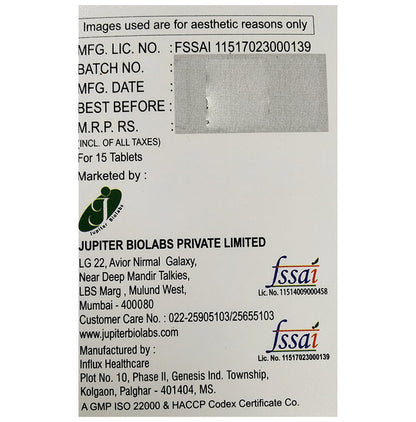 Images used are for aesthetic reasons only
MFG. LIC. NO. : FSSAI 11517023000139
BATCH NO. :
MFG. DATE :
BEST BEFORE :
M.R.P. RS. :
(INCL. OF ALL TAXES)
For 15 Tablets
Marketed by :
Jupiter Biolabs
JUPITER BIOLABS PRIVATE LIMITED
LG 22, Avior Nirmal Galaxy,
Near Deep Mandir Talkies,
LBS Marg , Mulund West,
Mumbai - 400080
fssai
Lic. No. 11514009000458
Customer Care No. : 022-25905103/25655103
www.jupiterbiolabs.com
fssai
Lic. No. 11517023000139
Manufactured by :
Influx Healthcare
Plot No. 10, Phase II, Genesis Ind. Township,
Kolgaon, Palghar - 401404, MS.
A GMP ISO 22000 & HACCP Codex Certificate Co.